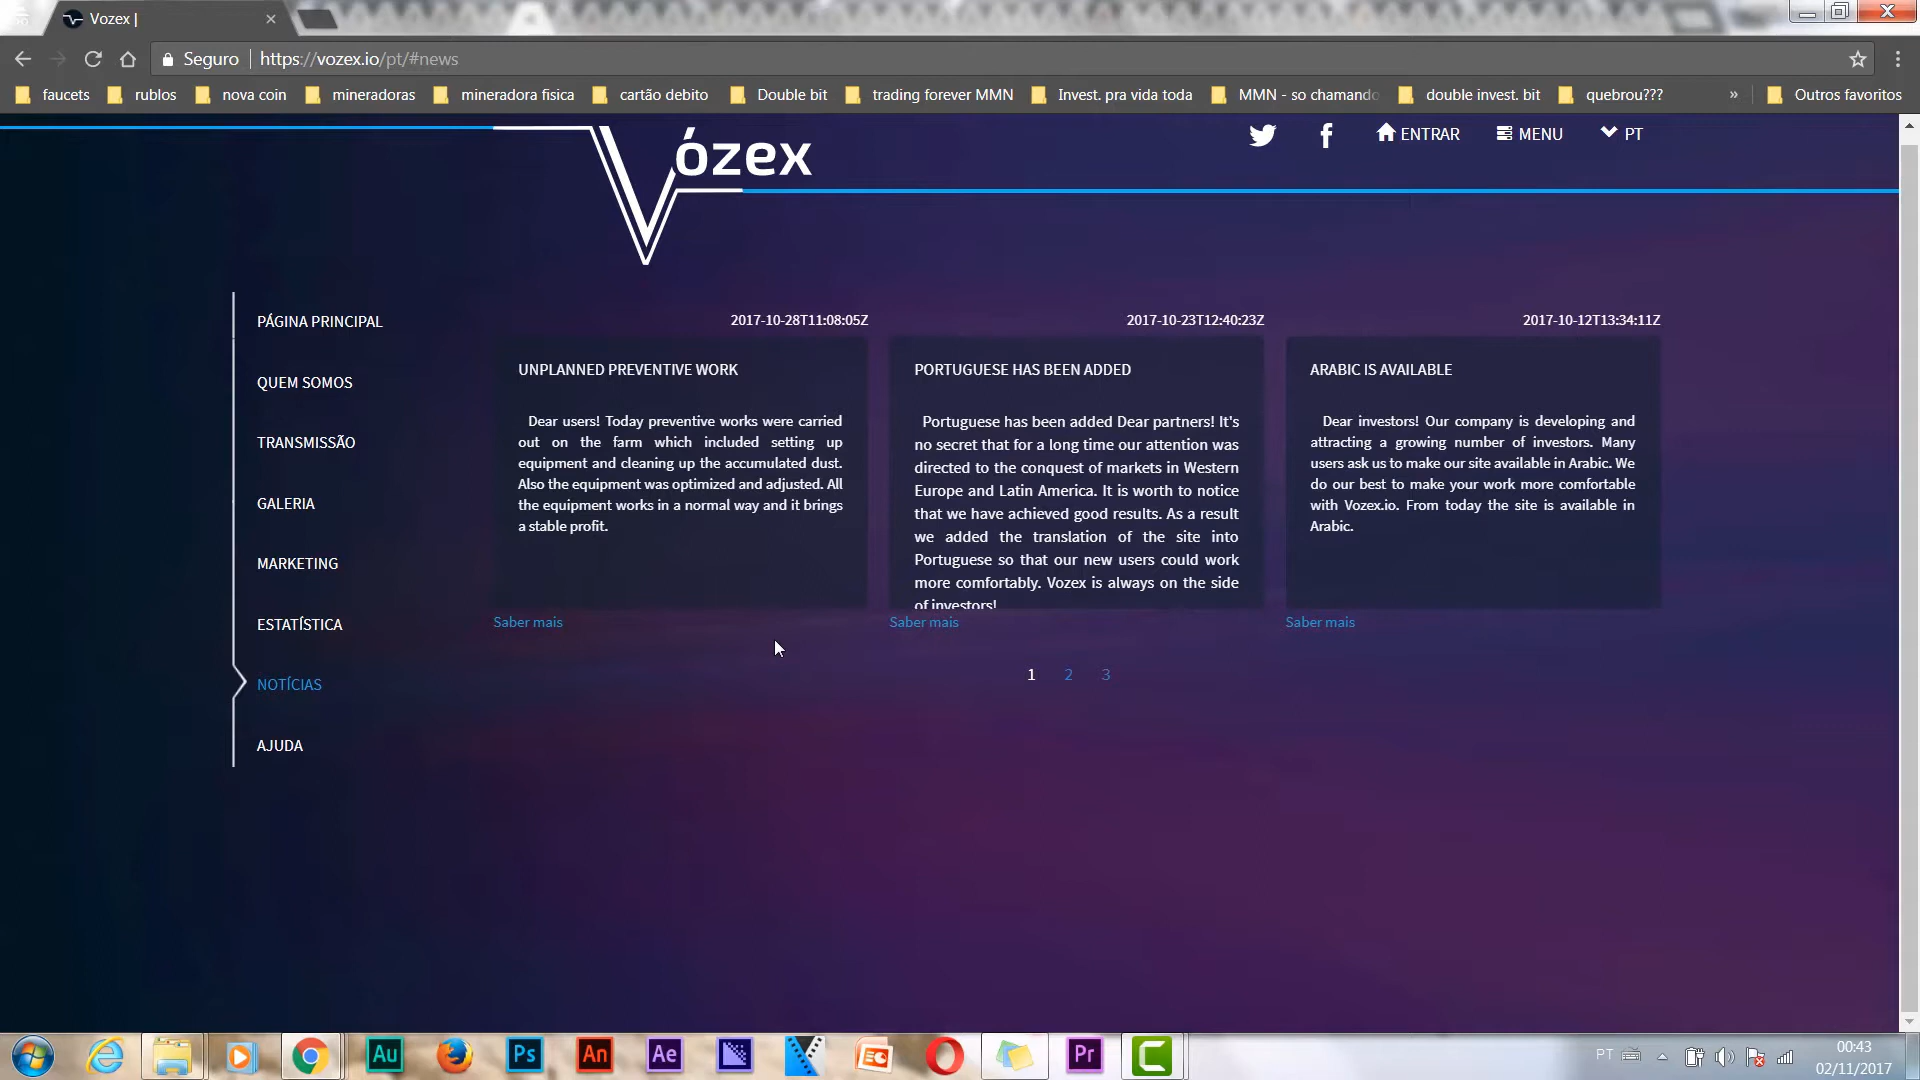 Vozex |
Seguro
https://vozex.io/pt/#news
faucets
rublos
nova coin
mineradoras
mineradora fisica
cartão debito
Double bit
trading forever MMN
Invest. pra vida toda
MMN - so chamando
double invest. bit
quebrou???
»
Outros favoritos
Vózex
ENTRAR
MENU
PT
PÁGINA PRINCIPAL
QUEM SOMOS
TRANSMISSÃO
GALERIA
MARKETING
ESTATÍSTICA
NOTÍCIAS
AJUDA
2017-10-28T11:08:05Z
UNPLANNED PREVENTIVE WORK
Dear users! Today preventive works were carried
out on the farm which included setting up
equipment and cleaning up the accumulated dust.
Also the equipment was optimized and adjusted. All
the equipment works in a normal way and it brings
a stable profit.
Saber mais
2017-10-23T12:40:23Z
PORTUGUESE HAS BEEN ADDED
Portuguese has been added Dear partners! It's
no secret that for a long time our attention was
directed to the conquest of markets in Western
Europe and Latin America. It is worth to notice
that we have achieved good results. As a result
we added the translation of the site into
Portuguese so that our new users could work
more comfortably. Vozex is always on the side
of investors!
Saber mais
2017-10-12T13:34:11Z
ARABIC IS AVAILABLE
Dear investors! Our company is developing and
attracting a growing number of investors. Many
users ask us to make our site available in Arabic. We
do our best to make your work more comfortable
with Vozex.io. From today the site is available in
Arabic.
Saber mais
1 2 3
Au
Ps
An
Ae
Pr
PT
00:43
02/11/2017